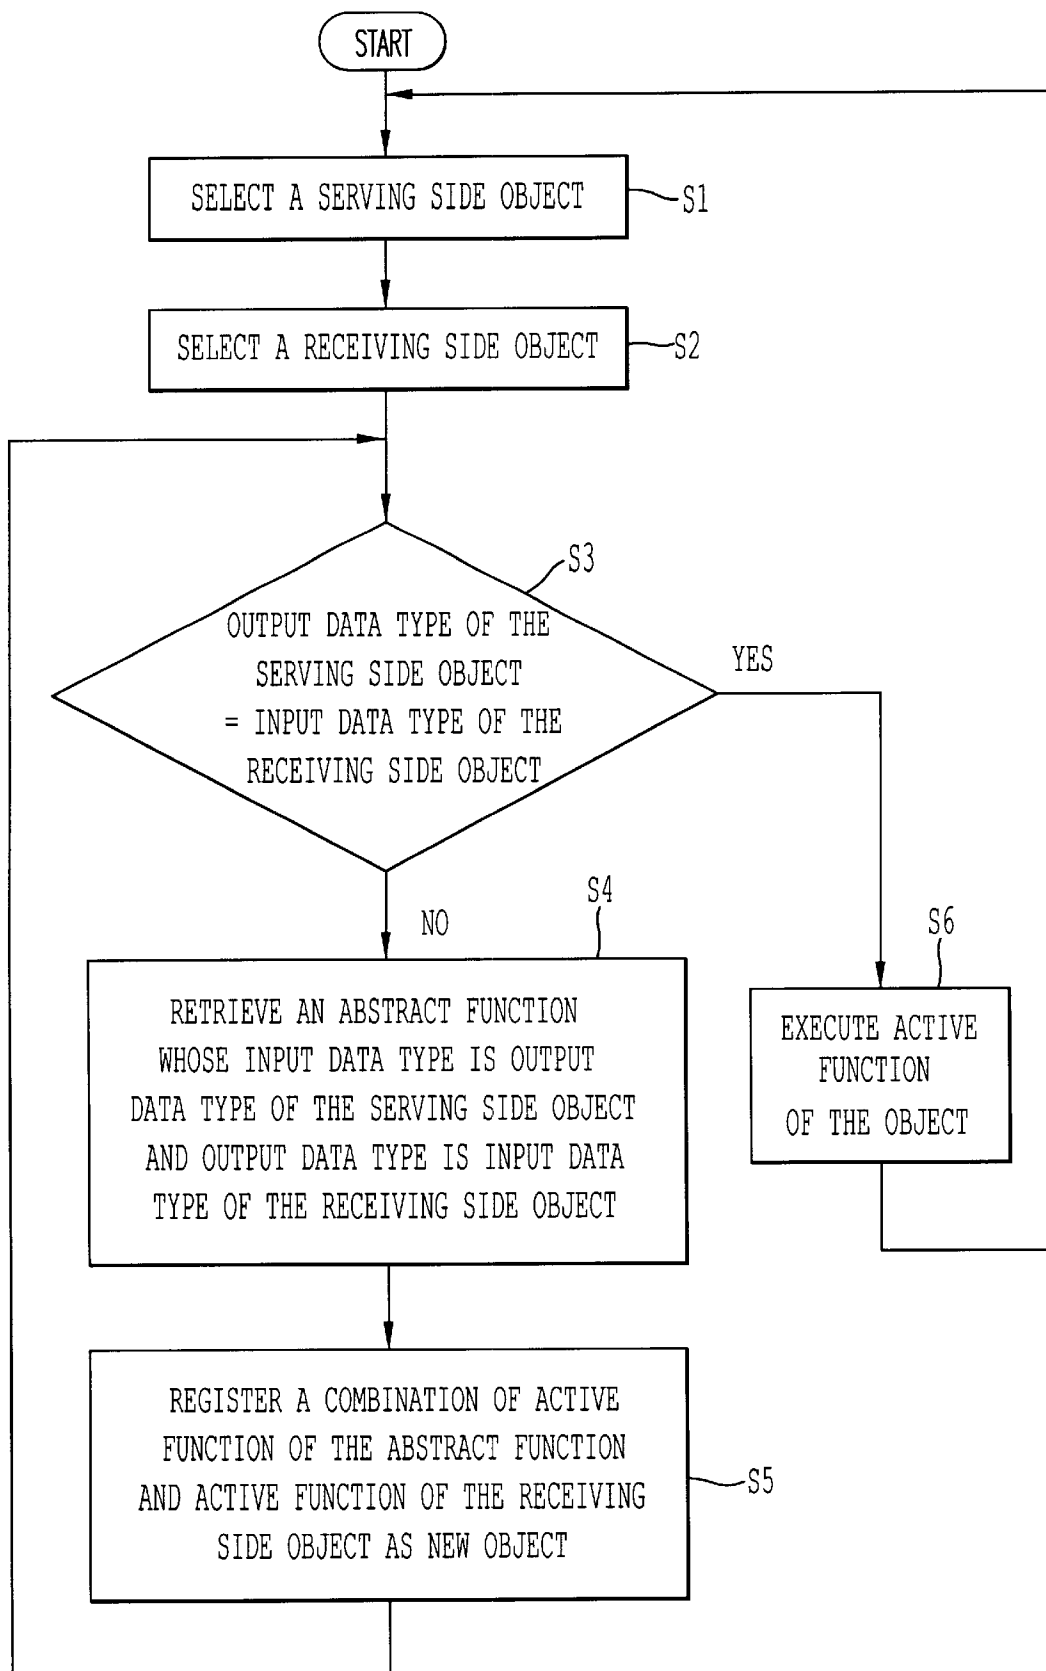 START
SELECT A SERVING SIDE OBJECT
S1
SELECT A RECEIVING SIDE OBJECT
S2
S3
OUTPUT DATA TYPE OF THE
SERVING SIDE OBJECT
= INPUT DATA TYPE OF THE
RECEIVING SIDE OBJECT
YES
NO
S4
RETRIEVE AN ABSTRACT FUNCTION
WHOSE INPUT DATA TYPE IS OUTPUT
DATA TYPE OF THE SERVING SIDE OBJECT
AND OUTPUT DATA TYPE IS INPUT DATA
TYPE OF THE RECEIVING SIDE OBJECT
S6
EXECUTE ACTIVE
FUNCTION
OF THE OBJECT
REGISTER A COMBINATION OF ACTIVE
FUNCTION OF THE ABSTRACT FUNCTION
AND ACTIVE FUNCTION OF THE RECEIVING
SIDE OBJECT AS NEW OBJECT
S5